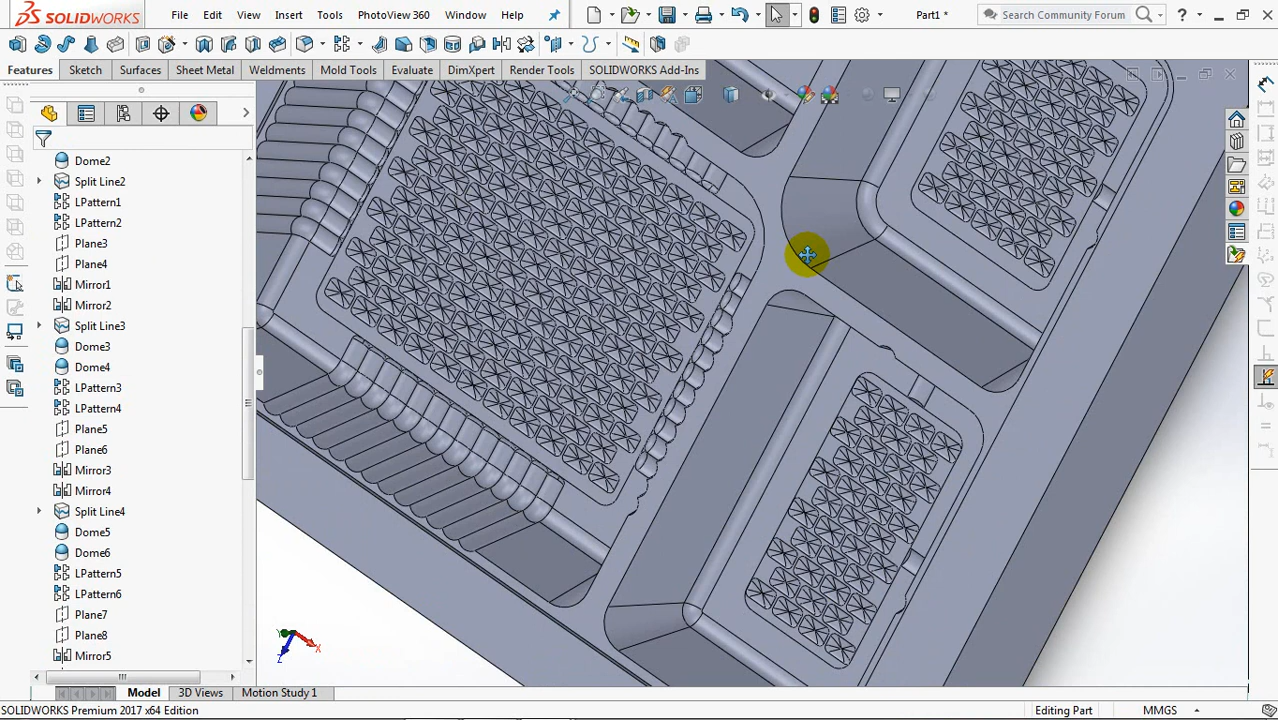 SOLIDWORKS File Edit View Insert Tools PhotoView 360 Window Help Part1 * Search Community Forum ?
Features Sketch Surfaces Sheet Metal Weldments Mold Tools Evaluate DimXpert Render Tools SOLIDWORKS Add-Ins
Dome2
Split Line2
LPattern1
LPattern2
Plane3
Plane4
Mirror1
Mirror2
Split Line3
Dome3
Dome4
LPattern3
LPattern4
Plane5
Plane6
Mirror3
Mirror4
Split Line4
Dome5
Dome6
LPattern5
LPattern6
Plane7
Plane8
Mirror5
X
Z
Model 3D Views Motion Study 1
SOLIDWORKS Premium 2017 x64 Edition Editing Part MMGS